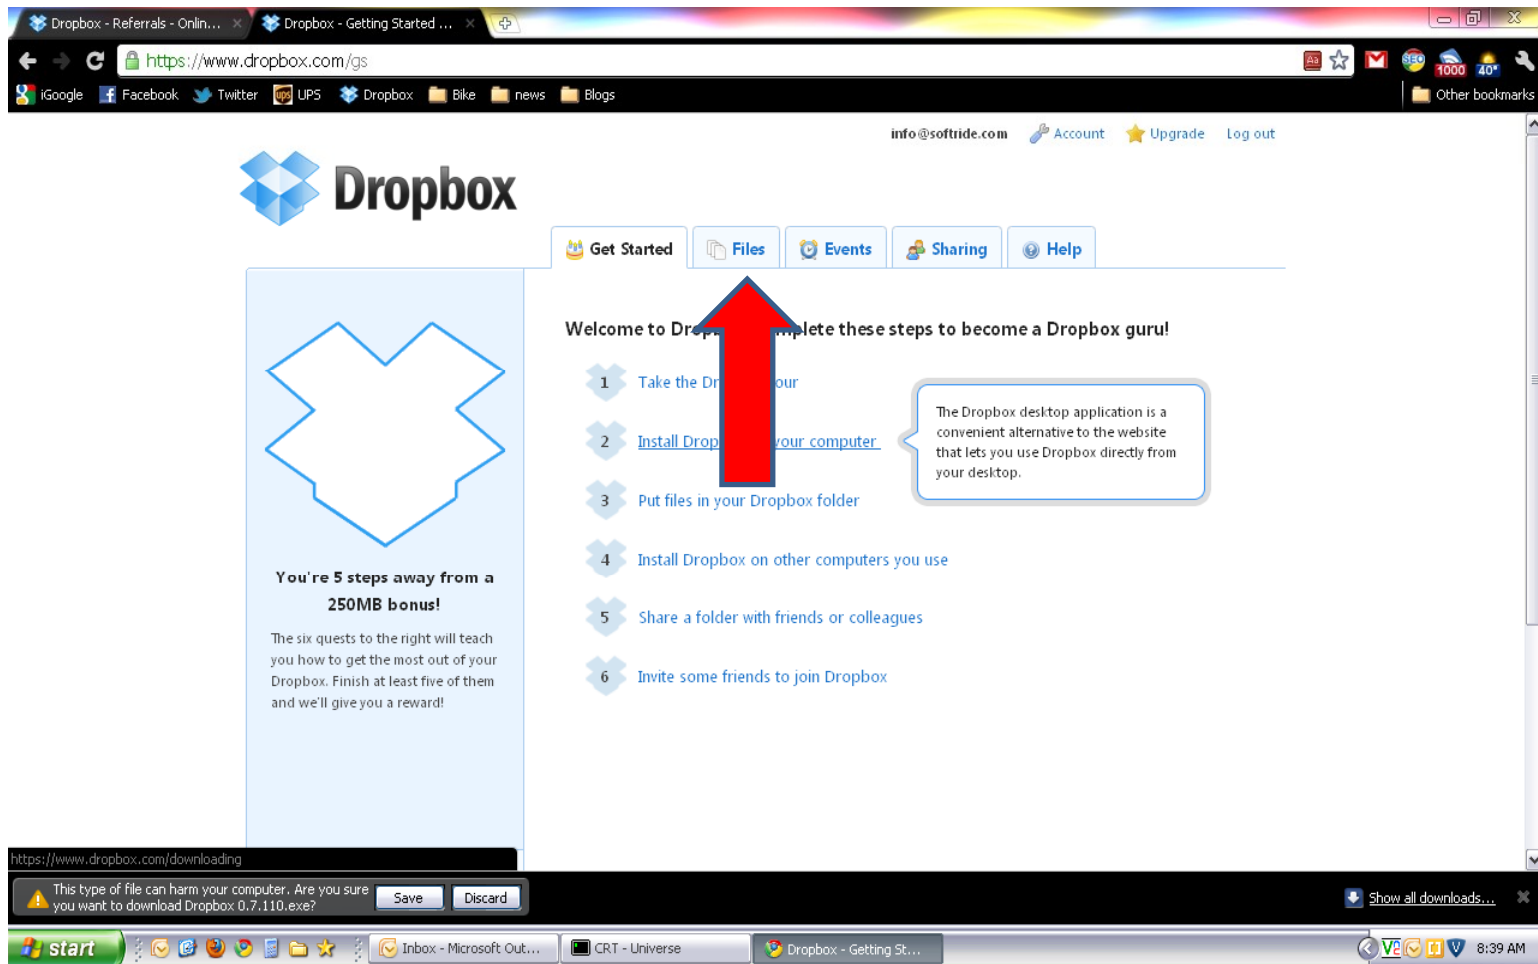 Dropbox - Referrals - Onlin...
Dropbox - Getting Started ...
https://www.dropbox.com/gs
1000
40°
iGoogle Facebook Twitter UPS Dropbox Bike news Blogs Other bookmarks
info@softride.com Account Upgrade Log out
Dropbox
Get Started Files Events Sharing Help
Welcome to Dr plete these steps to become a Dropbox guru!
1 Take the Dr our
2 Install Drop your computer
The Dropbox desktop application is a
convenient alternative to the website
that lets you use Dropbox directly from
your desktop.
3 Put files in your Dropbox folder
4 Install Dropbox on other computers you use
5 Share a folder with friends or colleagues
6 Invite some friends to join Dropbox
You're 5 steps away from a
250MB bonus!
The six quests to the right will teach
you how to get the most out of your
Dropbox. Finish at least five of them
and we'll give you a reward!
https://www.dropbox.com/downloading
This type of file can harm your computer. Are you sure
you want to download Dropbox 0.7.110.exe?
Save Discard
Show all downloads...
start Inbox - Microsoft Out... CRT - Universe Dropbox - Getting St... 8:39 AM